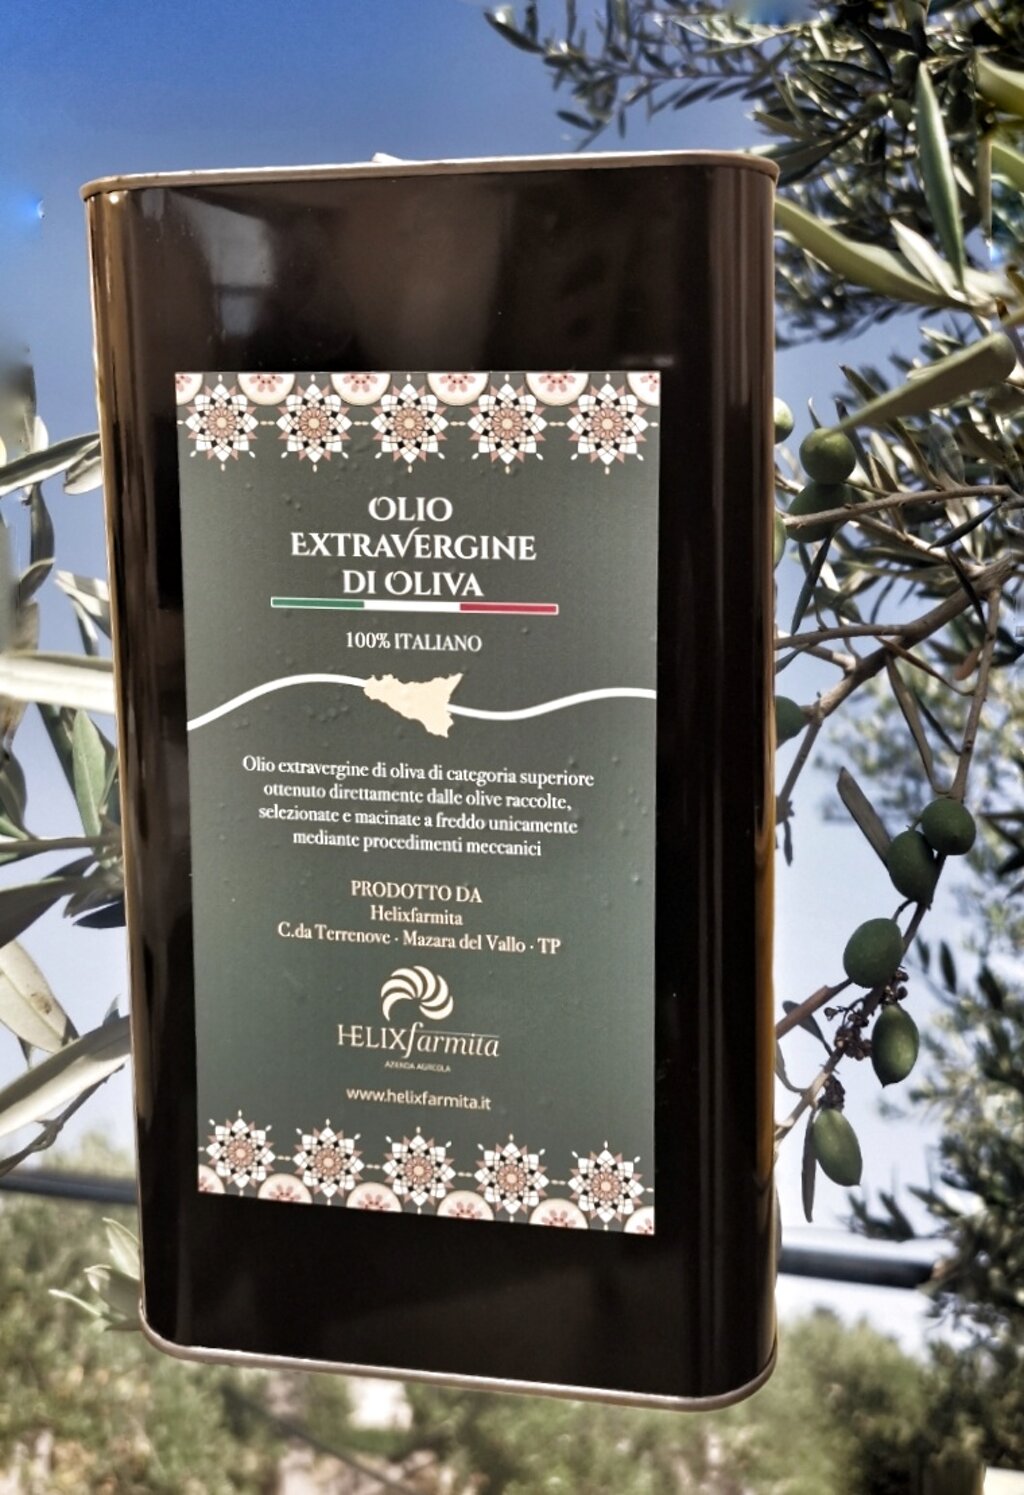 OLIO
EXTRAVERGINE
DI OLIVA
100% ITALIANO
Olio extravergine di oliva di categoria superiore
ottenuto direttamente dalle olive raccolte,
selezionate e macinate a freddo unicamente
mediante procedimenti meccanici
PRODOTTO DA
Helixfarmita
C.da Terrenove · Mazara del Vallo · TP
HELIXfarmita
AZIENDA AGRICOLA
www.helixfarmita.it